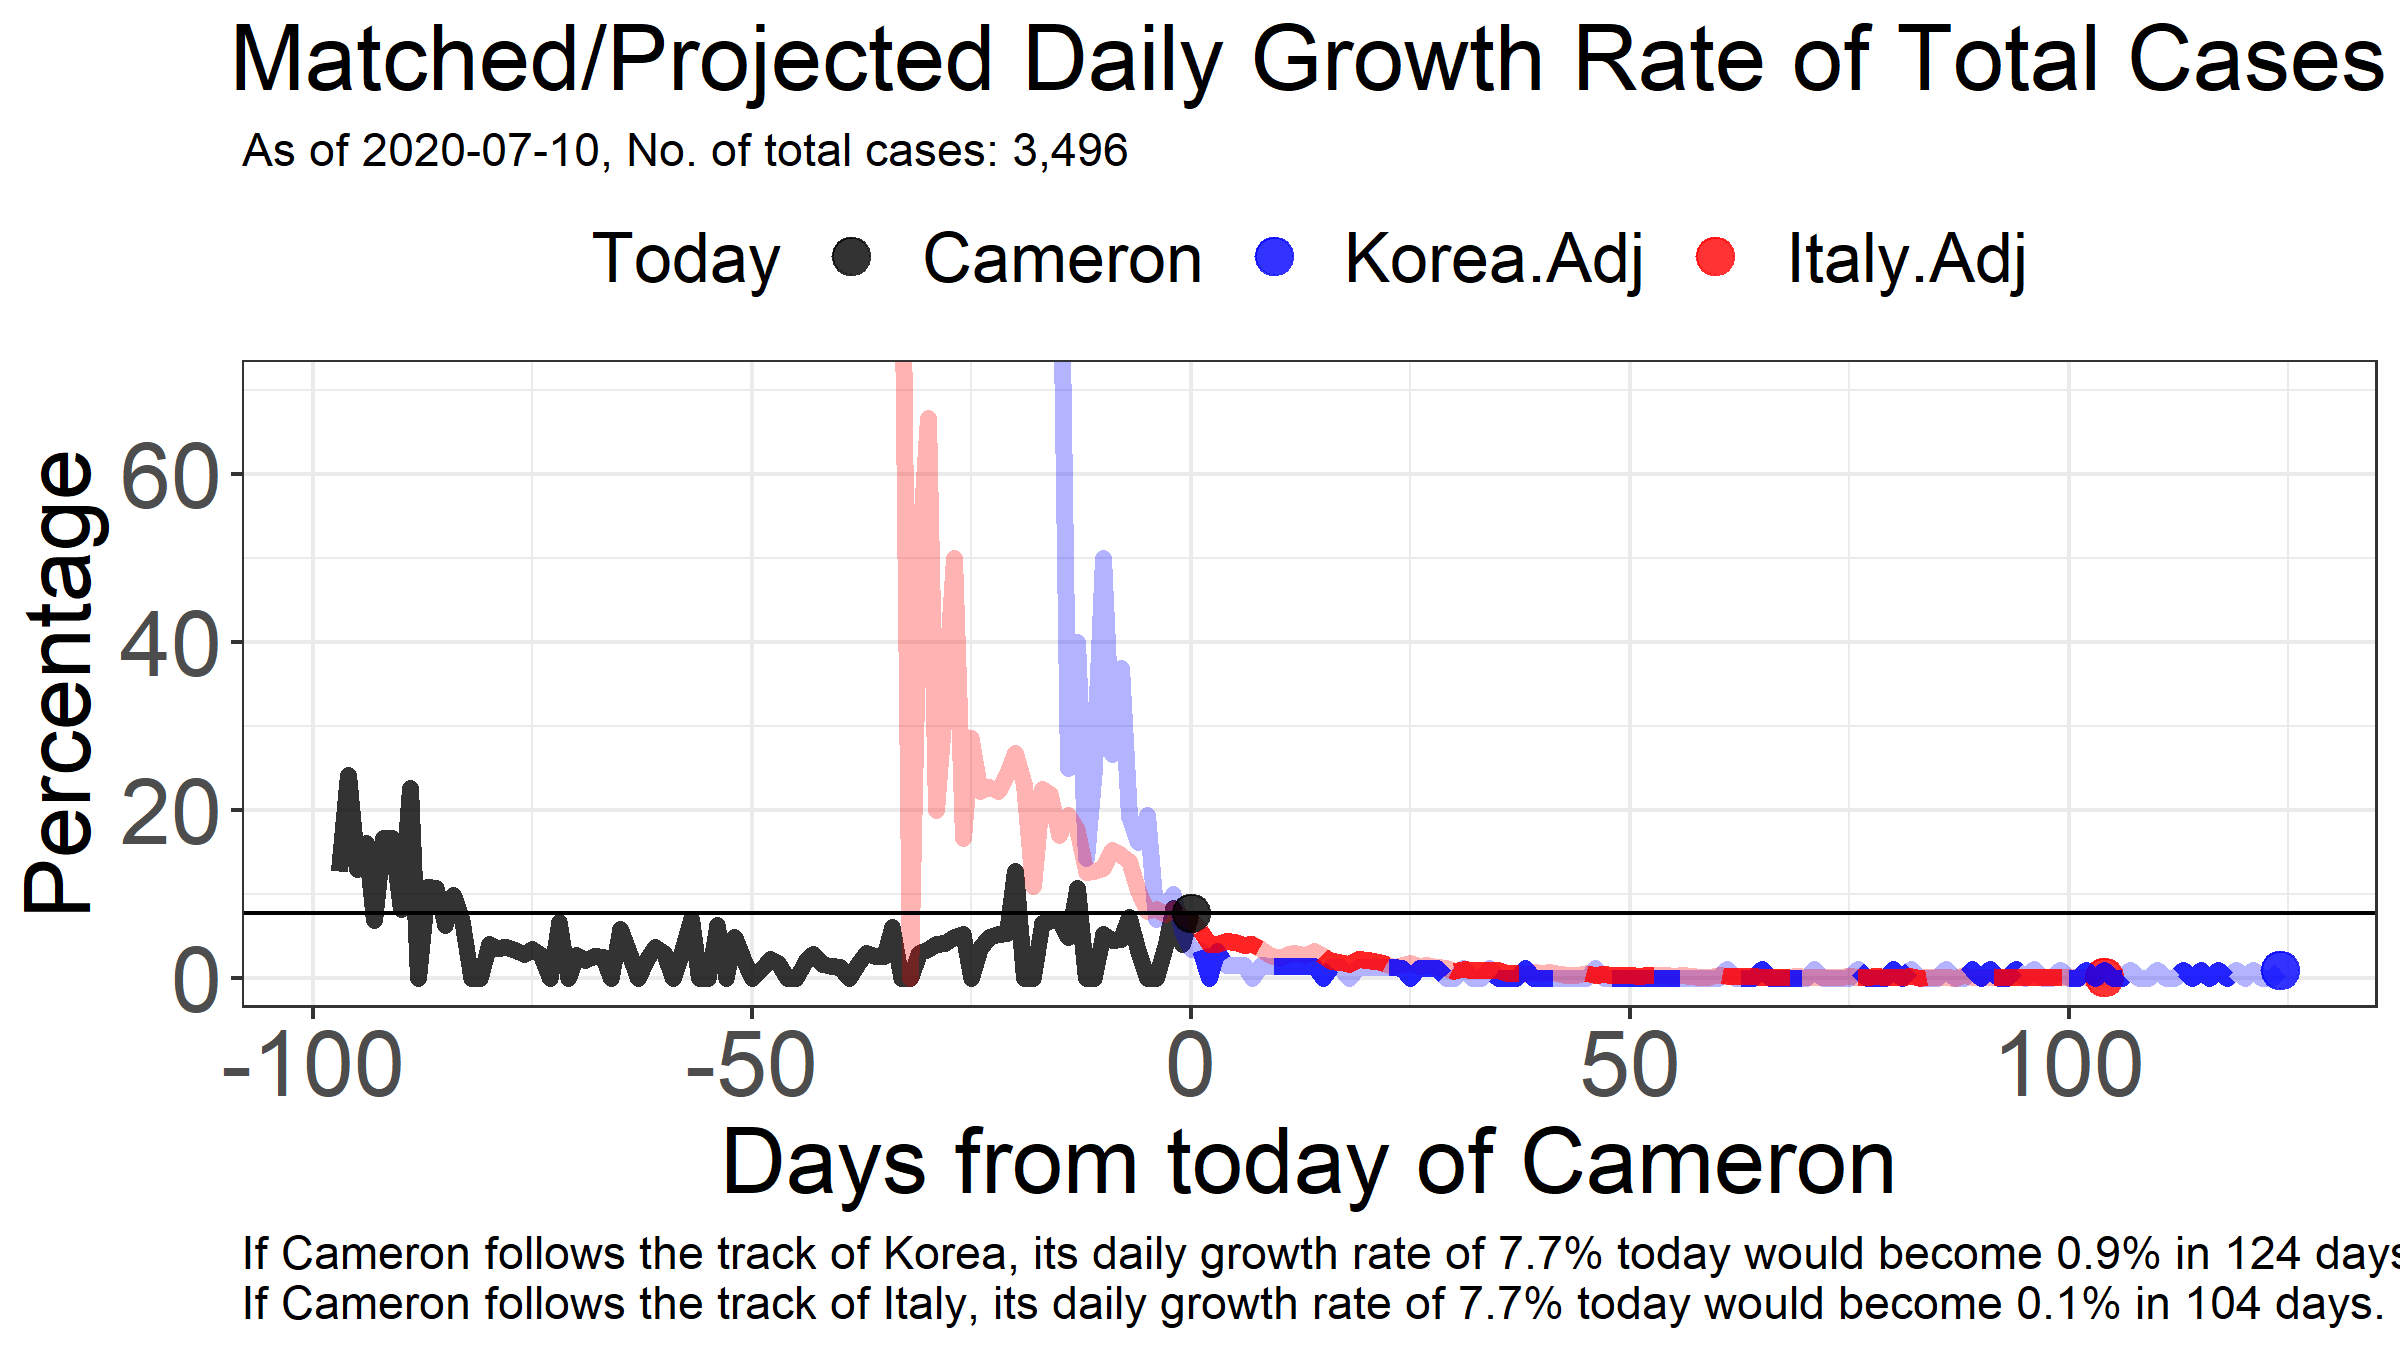 Matched/Projected Daily Growth Rate of Total Cases
As of 2020-07-10, No. of total cases: 3,496
Today Cameron Korea.Adj Italy.Adj
Percentage
60
40
20
0
-100 -50 0 50 100
Days from today of Cameron
If Cameron follows the track of Korea, its daily growth rate of 7.7% today would become 0.9% in 124 days
If Cameron follows the track of Italy, its daily growth rate of 7.7% today would become 0.1% in 104 days.